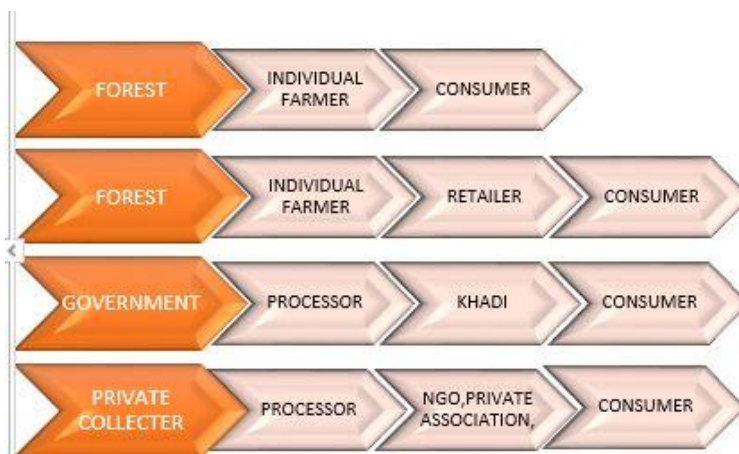 FOREST
INDIVIDUAL
FARMER
CONSUMER
FOREST
INDIVIDUAL
FARMER
RETAILER
CONSUMER
GOVERNMENT
PROCESSOR
KHADI
CONSUMER
PRIVATE
COLLECTER
PROCESSOR
NGO,PRIVATE
ASSOCIATION,
CONSUMER